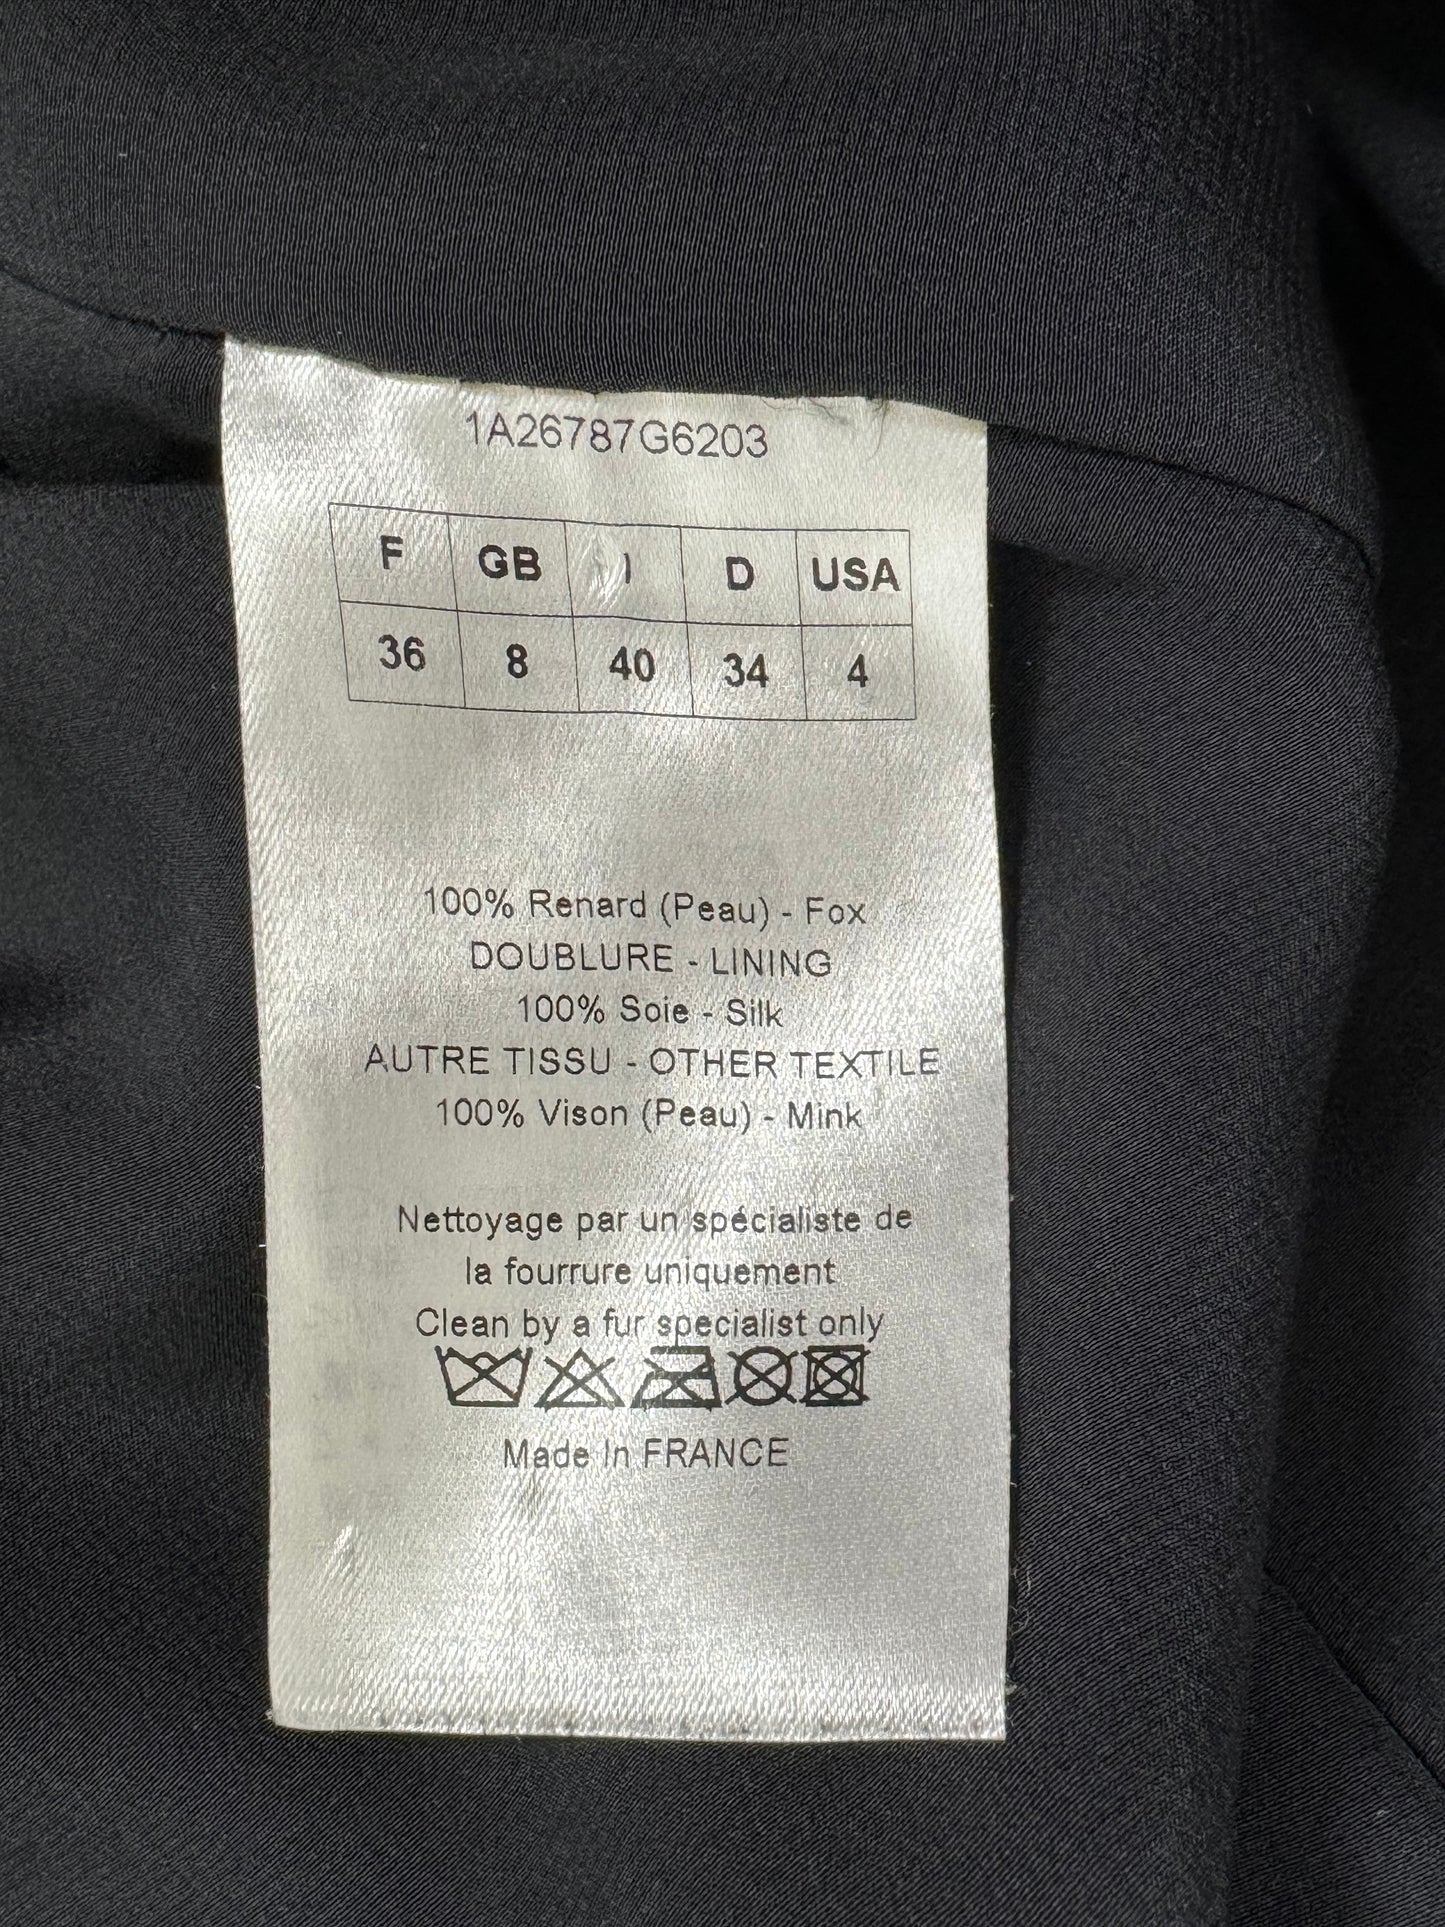 1A26787G6203
F GB I D USA
36 8 40 34 4
100% Renard (Peau) - Fox
DOUBLURE - LINING
100% Soie - Silk
AUTRE TISSU - OTHER TEXTILE
100% Vison (Peau) - Mink
Nettoyage par un spécialiste de
la fourrure uniquement
Clean by a fur specialist only
Made In FRANCE